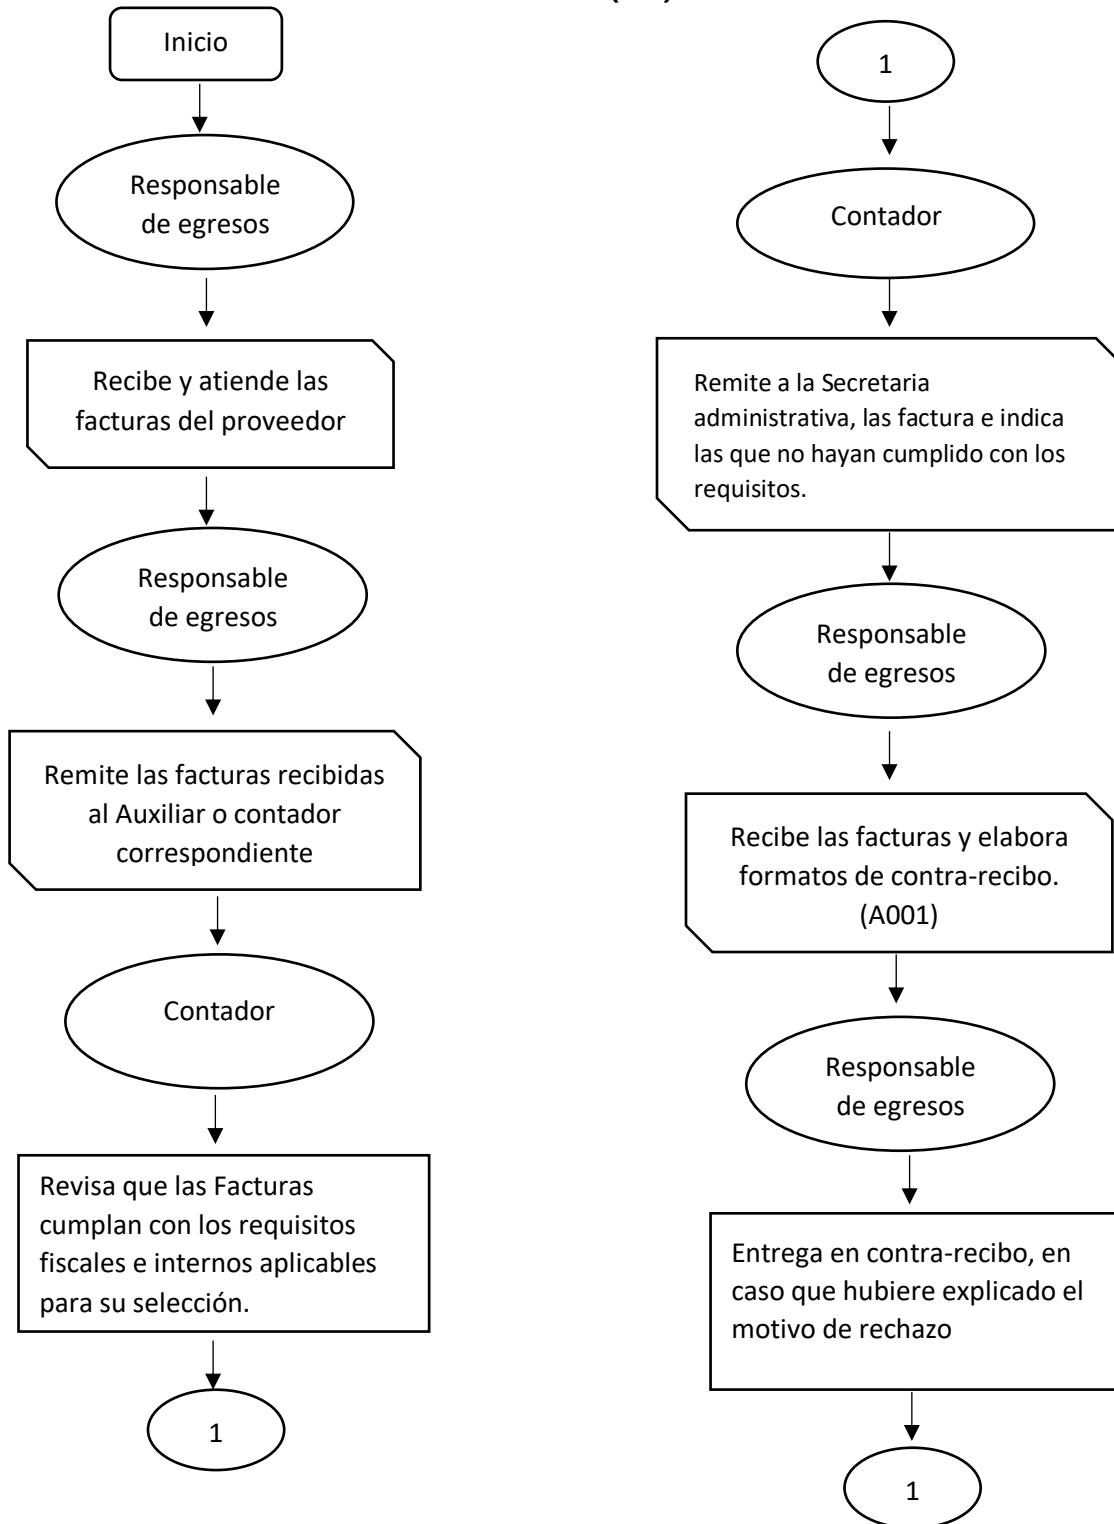 Inicio
Responsable
de egresos
Recibe y atiende las
facturas del proveedor
Responsable
de egresos
Remite las facturas recibidas
al Auxiliar o contador
correspondiente
Contador
Revisa que las Facturas
cumplan con los requisitos
fiscales e internos aplicables
para su selección.
1
1
Contador
Remite a la Secretaria
administrativa, las factura e indica
las que no hayan cumplido con los
requisitos.
Responsable
de egresos
Recibe las facturas y elabora
formatos de contra-recibo.
(A001)
Responsable
de egresos
Entrega en contra-recibo, en
caso que hubiere explicado el
motivo de rechazo
1